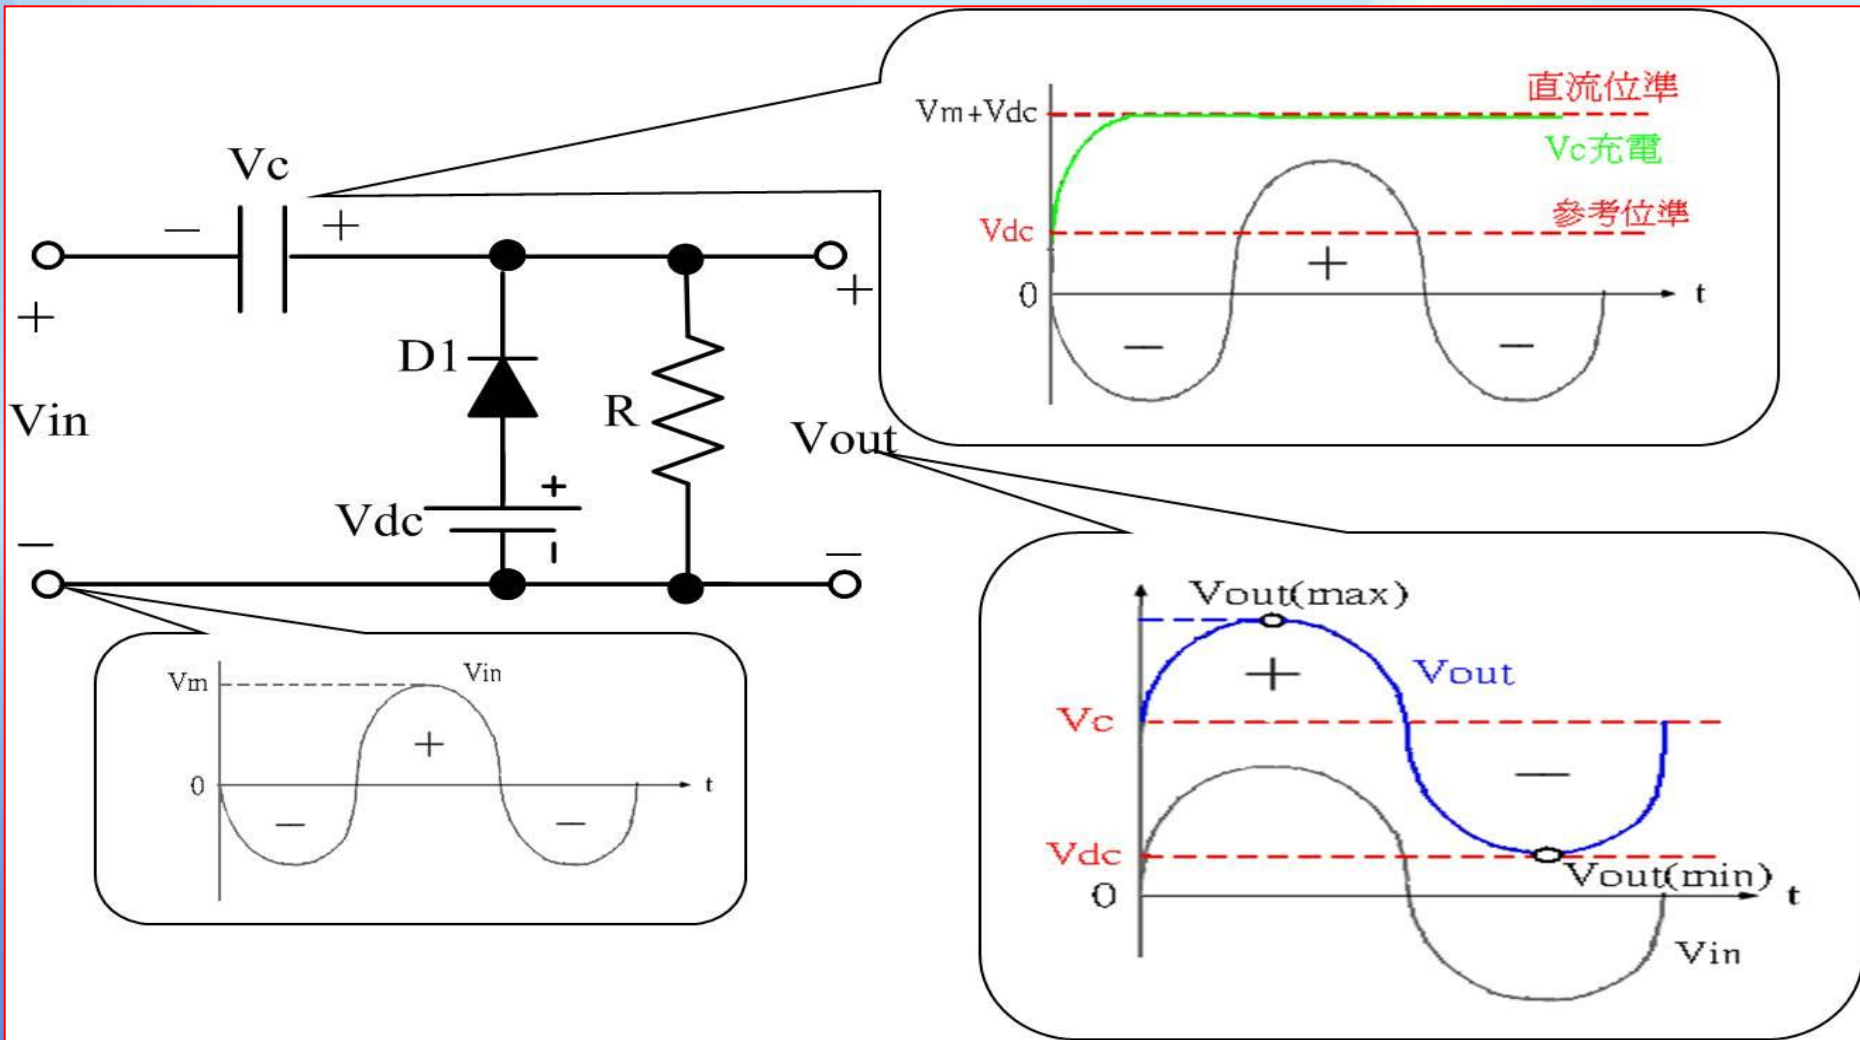 Vc
−
+
+
+
D1
Vin
R
Vout
Vdc
+
−
−
−
直流位準
Vm+Vdc
Vc充電
參考位準
Vdc
+
0
t
−
−
Vm
Vin
+
0
t
−
−
Vout(max)
+
Vout
Vc
−
Vdc
Vout(min)
0
t
Vin